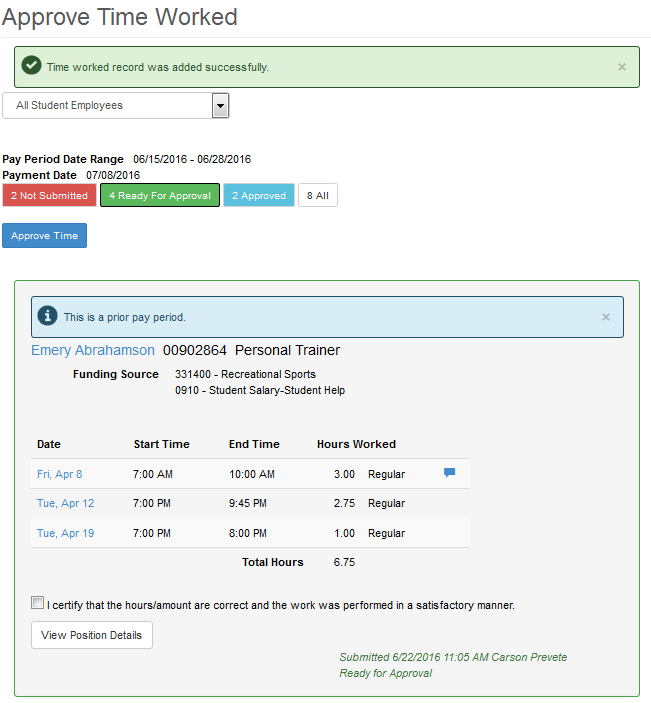 Approve Time Worked
Time worked record was added successfully. ×
All Student Employees
Pay Period Date Range 06/15/2016 - 06/28/2016
Payment Date 07/08/2016
2 Not Submitted 4 Ready For Approval 2 Approved 8 All
Approve Time
This is a prior pay period. ×
Emery Abrahamson 00902864 Personal Trainer
Funding Source 331400 - Recreational Sports
0910 - Student Salary-Student Help
Date Start Time End Time Hours Worked
Fri, Apr 8 7:00 AM 10:00 AM 3.00 Regular
Tue, Apr 12 7:00 PM 9:45 PM 2.75 Regular
Tue, Apr 19 7:00 PM 8:00 PM 1.00 Regular
Total Hours 6.75
I certify that the hours/amount are correct and the work was performed in a satisfactory manner.
View Position Details
Submitted 6/22/2016 11:05 AM Carson Prevete
Ready for Approval